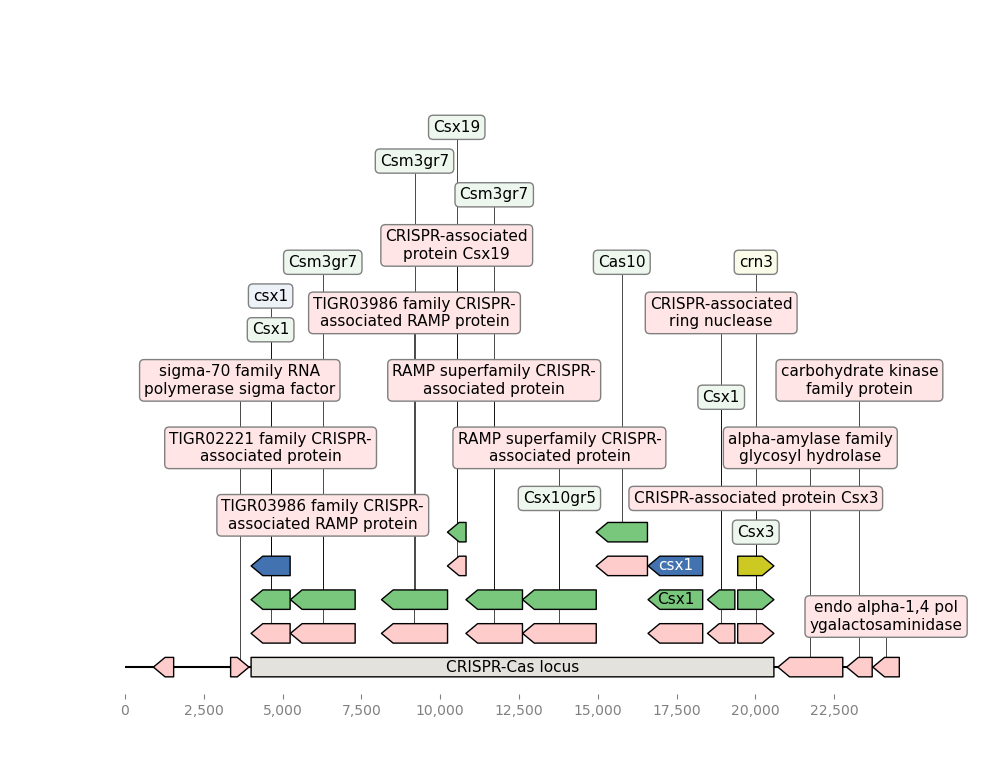 Csx19
Csm3gr7
Csm3gr7
CRISPR-associated
protein Csx19
Csm3gr7
Cas10
crn3
csx1
TIGR03986 family CRISPR-
associated RAMP protein
CRISPR-associated
ring nuclease
Csx1
sigma-70 family RNA
polymerase sigma factor
RAMP superfamily CRISPR-
associated protein
carbohydrate kinase
family protein
Csx1
TIGR02221 family CRISPR-
associated protein
RAMP superfamily CRISPR-
associated protein
alpha-amylase family
glycosyl hydrolase
Csx10gr5
CRISPR-associated protein Csx3
TIGR03986 family CRISPR-
associated RAMP protein
Csx3
csx1
Csx1
endo alpha-1,4 pol
ygalactosaminidase
CRISPR-Cas locus
0 2,500 5,000 7,500 10,000 12,500 15,000 17,500 20,000 22,500